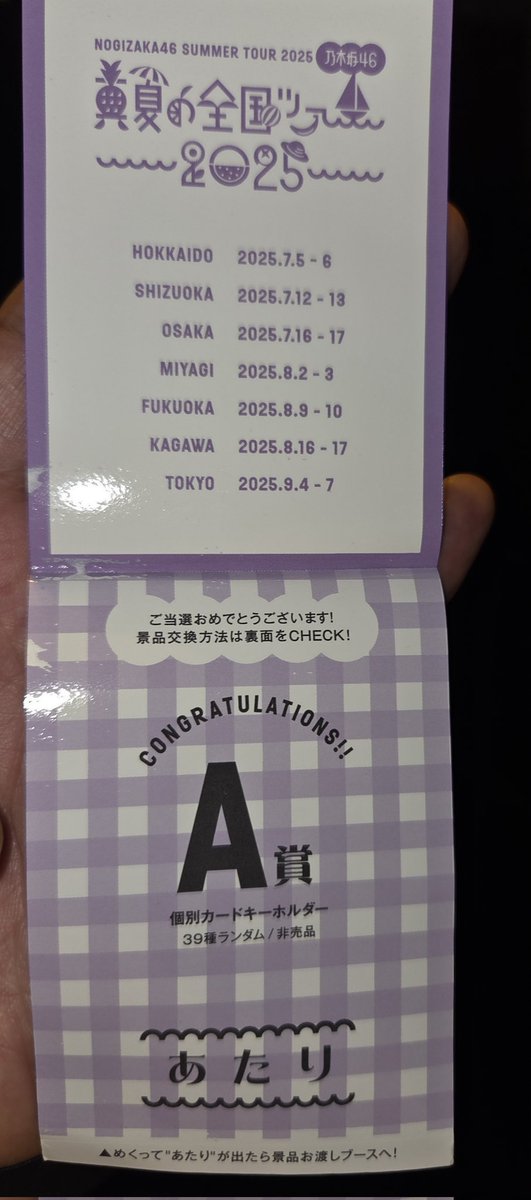 NOGIZAKA46 SUMMER TOUR 2025 乃木坂46
真夏の全国ツアー
2025
HOKKAIDO 2025.7.5 - 6
SHIZUOKA 2025.7.12 - 13
OSAKA 2025.7.16 - 17
MIYAGI 2025.8.2 - 3
FUKUOKA 2025.8.9 - 10
KAGAWA 2025.8.16 - 17
TOKYO 2025.9.4 - 7
ご当選おめでとうございます!
景品交換方法は裏面をCHECK!
CONGRATULATIONS!!
A賞
個別カードキーホルダー
39種ランダム / 非売品
あたり
▲めくって"あたり"が出たら景品お渡しブースへ!